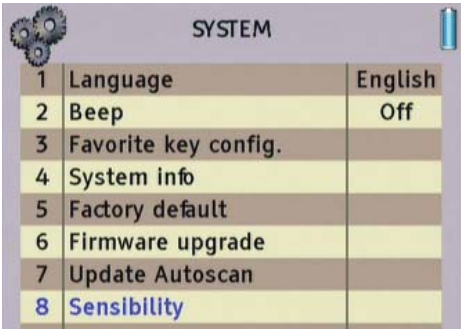 SYSTEM
1 Language English
2 Beep Off
3 Favorite key config.
4 System info
5 Factory default
6 Firmware upgrade
7 Update Autoscan
8 Sensibility